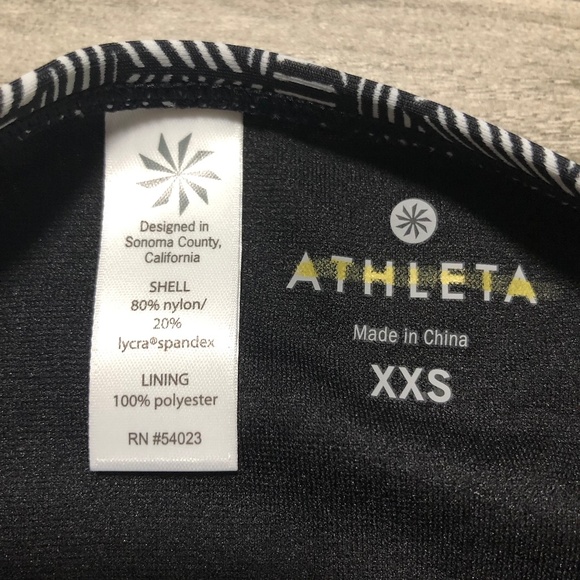 Designed in
Sonoma County,
California
SHELL
80% nylon/
20%
lycra®spandex
LINING
100% polyester
RN #54023
ATHLETA
Made in China
XXS